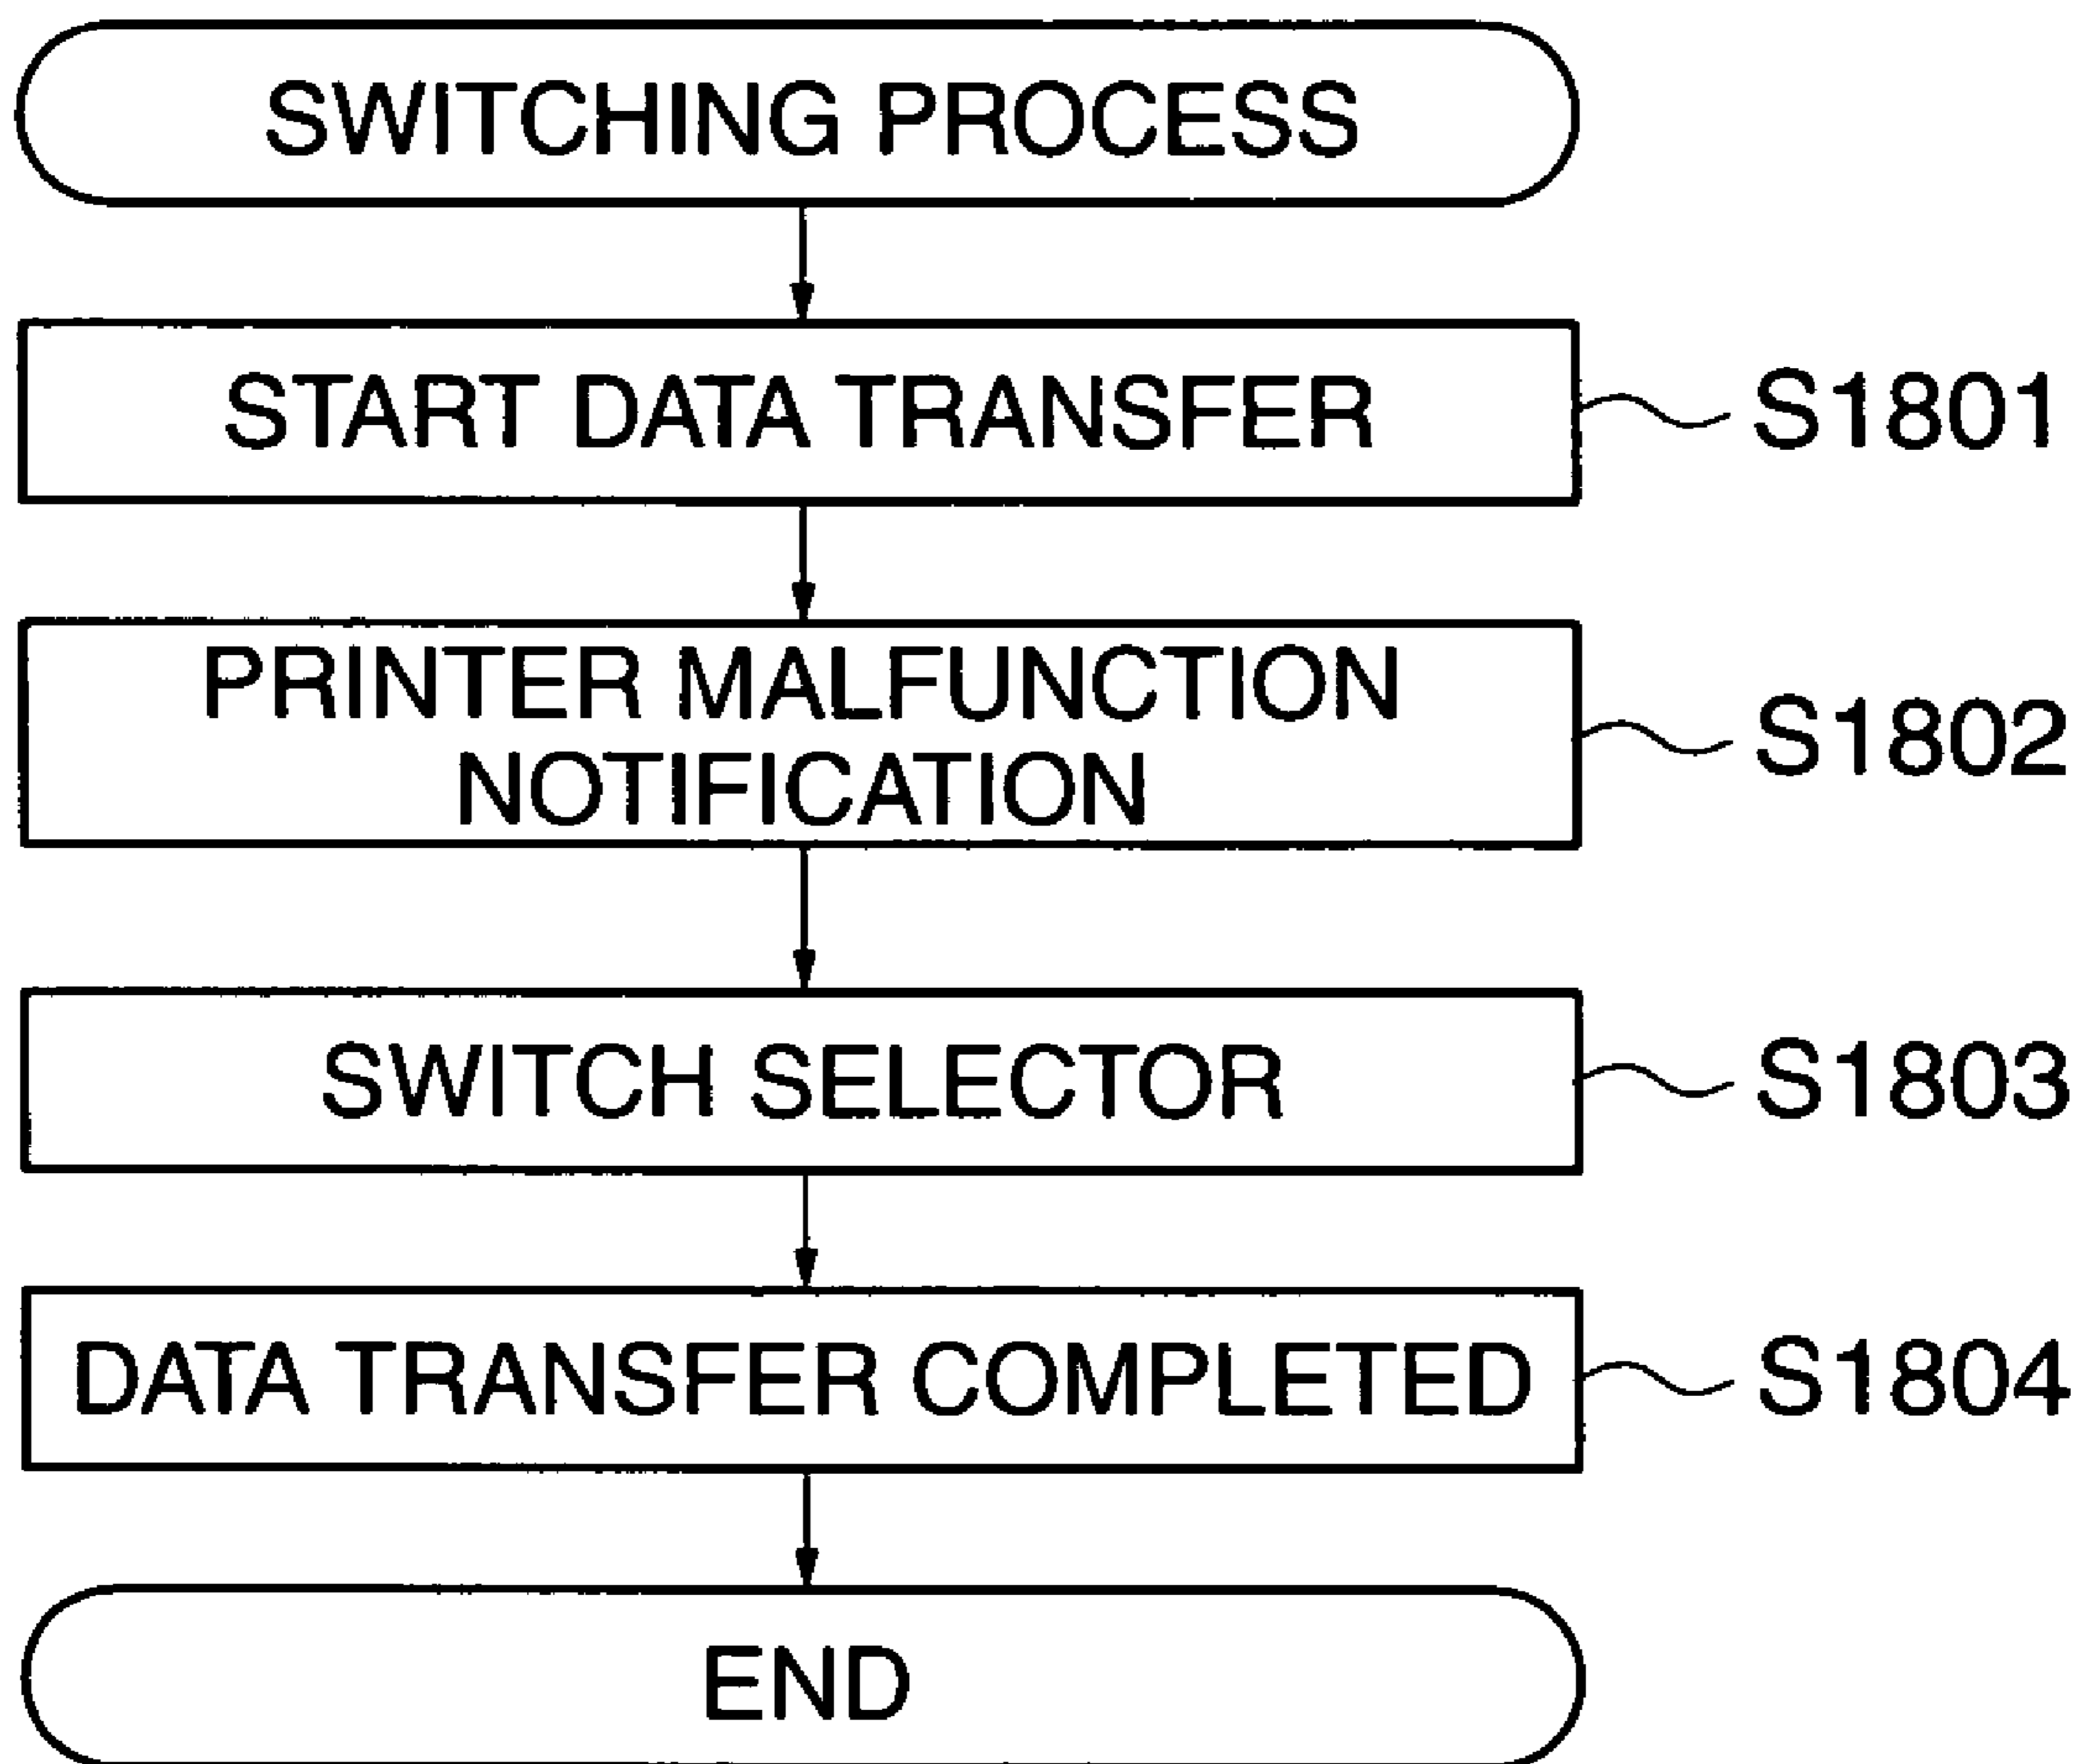 SWITCHING PROCESS
START DATA TRANSFER
S1801
PRINTER MALFUNCTION
NOTIFICATION
S1802
SWITCH SELECTOR
S1803
DATA TRANSFER COMPLETED
S1804
END